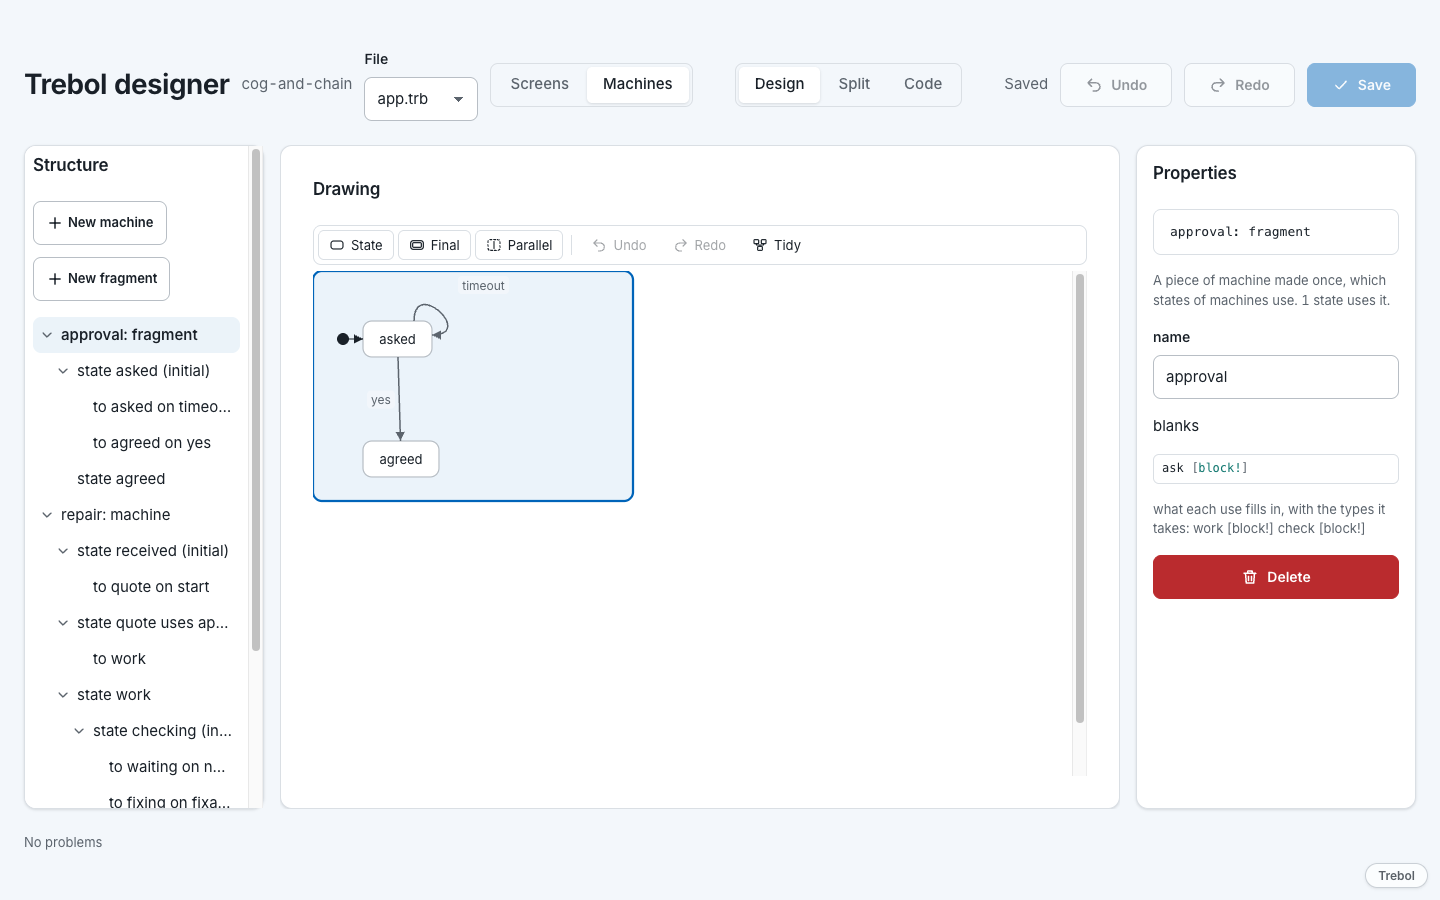 Trebol designer
cog-and-chain
File
app.trb
Screens
Machines
Design
Split
Code
Saved
Undo
Redo
Save
Structure
New machine
New fragment
approval: fragment
state asked (initial)
to asked on timeo...
to agreed on yes
state agreed
repair: machine
state received (initial)
to quote on start
state quote uses ap...
to work
state work
state checking (in...
to waiting on n...
to fixing on fixa...
Drawing
State
Final
Parallel
Undo
Redo
Tidy
timeout
asked
yes
agreed
Properties
approval: fragment
A piece of machine made once, which
states of machines use. 1 state uses it.
name
approval
blanks
ask [block!]
what each use fills in, with the types it
takes: work [block!] check [block!]
Delete
No problems
Trebol